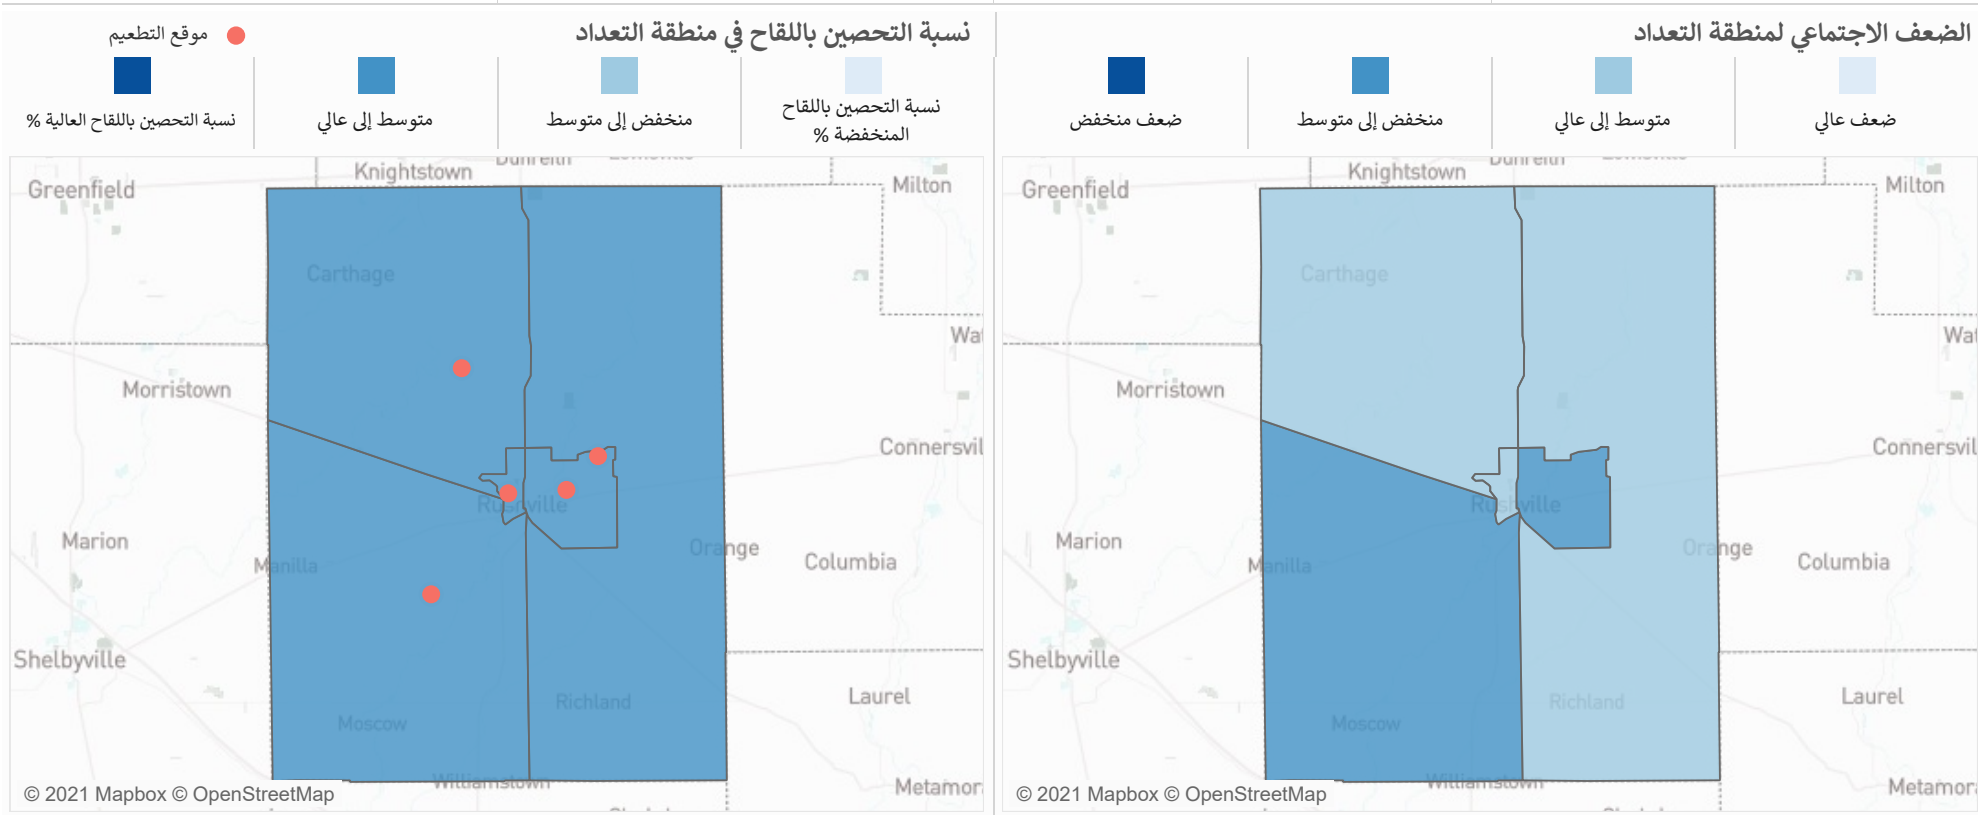 الضعف الاجتماعي لمنطقة التعداد
ضعف عالي
متوسط إلى عالي
منخفض إلى متوسط
ضعف منخفض
Knightstown
Dunreith
Greenfield
Milton
Carthage
Morristown
Connersvil
Rushville
Marion
Manilla
Orange
Columbia
Shelbyville
Richland
Laurel
Moscow
Williamstown
Metamor
© 2021 Mapbox © OpenStreetMap
نسبة التحصين باللقاح في منطقة التعداد
موقع التطعيم
نسبة التحصين باللقاح
المنخفضة %
منخفض إلى متوسط
متوسط إلى عالي
نسبة التحصين باللقاح العالية %
Knightstown
Dunreith
Greenfield
Milton
Carthage
Morristown
Connersvil
Rushville
Marion
Manilla
Orange
Columbia
Shelbyville
Richland
Laurel
Moscow
Williamstown
Metamor
© 2021 Mapbox © OpenStreetMap